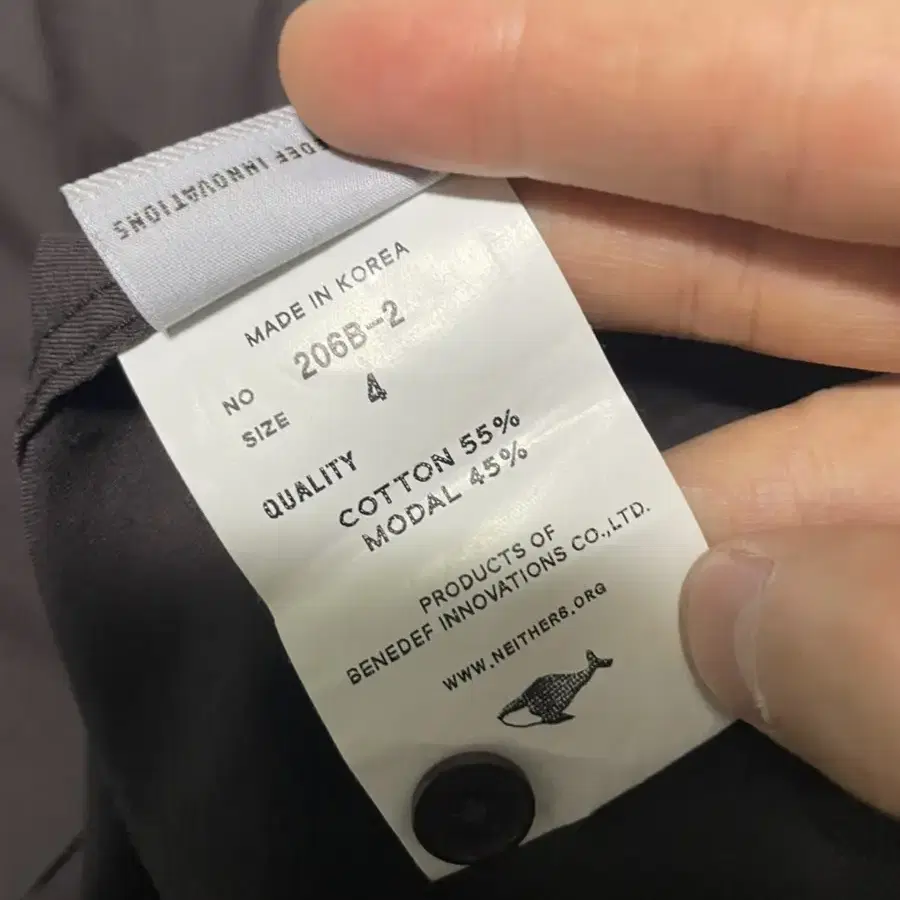 INNOVATIONS
MADE IN KOREA
NO 206B-2
SIZE 4
QUALITY
COTTON 55%
MODAL 45%
PRODUCTS OF
BENEDEF INNOVATIONS CO.,LTD.
WWW.NEITHERS.ORG